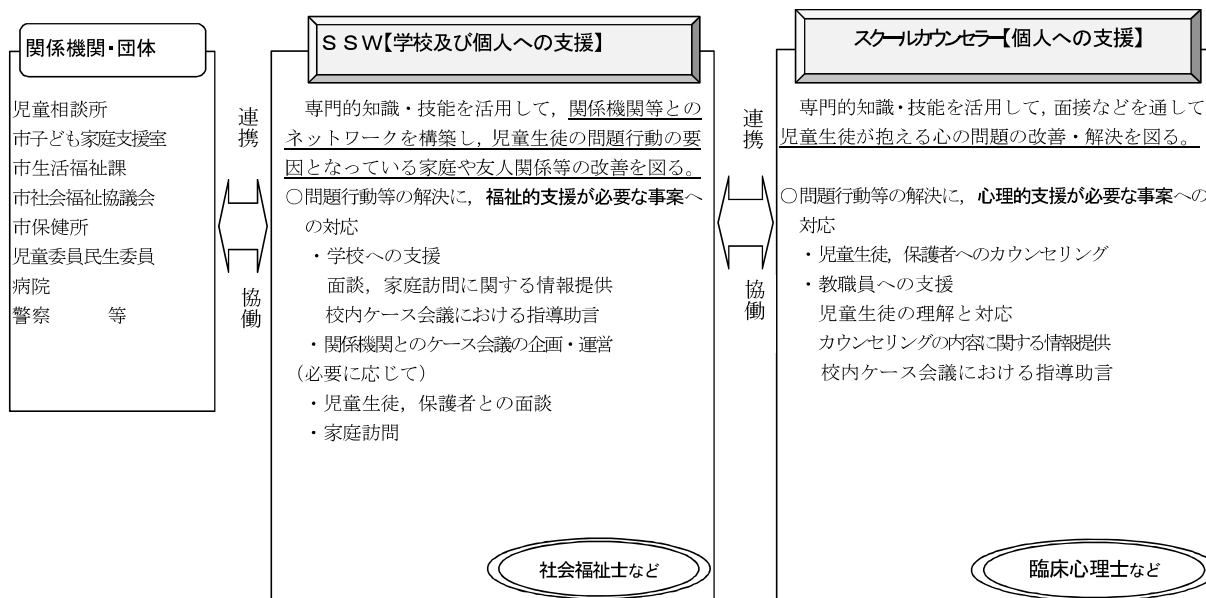 関係機関・団体
児童相談所
市子ども家庭支援室
市生活福祉課
市社会福祉協議会
市保健所
児童委員民生委員
病院
警察　　等
連携
協働
ＳＳＷ【学校及び個人への支援】
専門的知識・技能を活用して，関係機関等との
ネットワークを構築し，児童生徒の問題行動の要
因となっている家庭や友人関係等の改善を図る。
○問題行動等の解決に，福祉的支援が必要な事案へ
の対応
・学校への支援
面談，家庭訪問に関する情報提供
校内ケース会議における指導助言
・関係機関とのケース会議の企画・運営
（必要に応じて）
・児童生徒，保護者との面談
・家庭訪問
社会福祉士など
連携
協働
スクールカウンセラー【個人への支援】
専門的知識・技能を活用して，面接などを通して
児童生徒が抱える心の問題の改善・解決を図る。
○問題行動等の解決に，心理的支援が必要な事案への
対応
・児童生徒，保護者へのカウンセリング
・教職員への支援
児童生徒の理解と対応
カウンセリングの内容に関する情報提供
校内ケース会議における指導助言
臨床心理士など